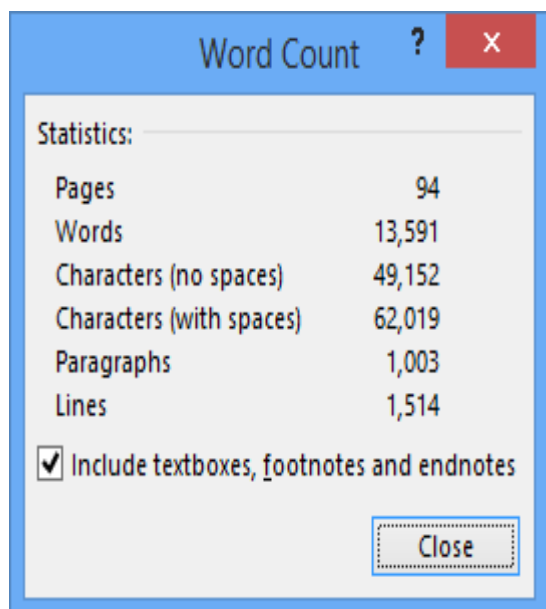 Word Count ? x
Statistics:
Pages 94
Words 13,591
Characters (no spaces) 49,152
Characters (with spaces) 62,019
Paragraphs 1,003
Lines 1,514
Include textboxes, footnotes and endnotes
Close